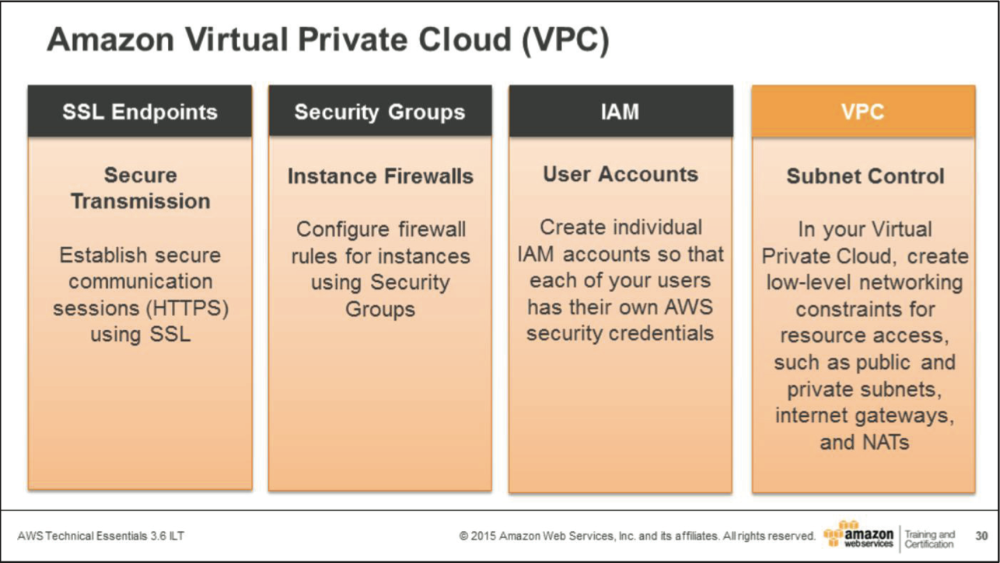 Amazon Virtual Private Cloud (VPC)
SSL Endpoints
Secure
Transmission
Establish secure
communication
sessions (HTTPS)
using SSL
Security Groups
Instance Firewalls
Configure firewall
rules for instances
using Security
Groups
IAM
User Accounts
Create individual
IAM accounts so that
each of your users
has their own AWS
security credentials
VPC
Subnet Control
In your Virtual
Private Cloud, create
low-level networking
constraints for
resource access,
such as public and
private subnets,
internet gateways,
and NATs
AWS Technical Essentials 3.6 ILT
© 2015 Amazon Web Services, Inc. and its affiliates. All rights reserved.
amazon
webservices
Training and
Certification
30